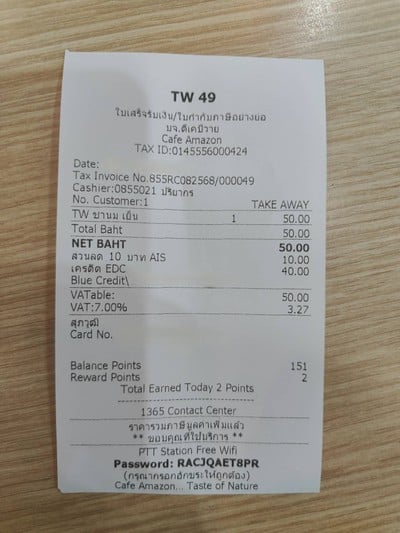 TW 49
ใบเสร็จรับเงิน/ใบกำกับภาษีอย่างย่อ
บจ.ดีเคบีวาย
Cafe Amazon
TAX ID:0145556000424
Date:
Tax Invoice No.855RC082568/000049
Cashier:0855021 ปริยากร
No. Customer:1 TAKE AWAY
TW ชานม เย็น 1 50.00
Total Baht 50.00
NET BAHT 50.00
ส่วนลด 10 บาท AIS 10.00
เครดิต EDC 40.00
Blue Credit\
VATable: 50.00
VAT:7.00% 3.27
สุภวุฒิ
Card No.
Balance Points 151
Reward Points 2
Total Earned Today 2 Points
------------------------------
1365 Contact Center
ราคารวมภาษีมูลค่าเพิ่มแล้ว
** ขอบคุณที่ใช้บริการ **
PTT Station Free Wifi
Password: RACJQAET8PR
(กรุณากรอกอักขระให้ถูกต้อง)
Cafe Amazon... Taste of Nature